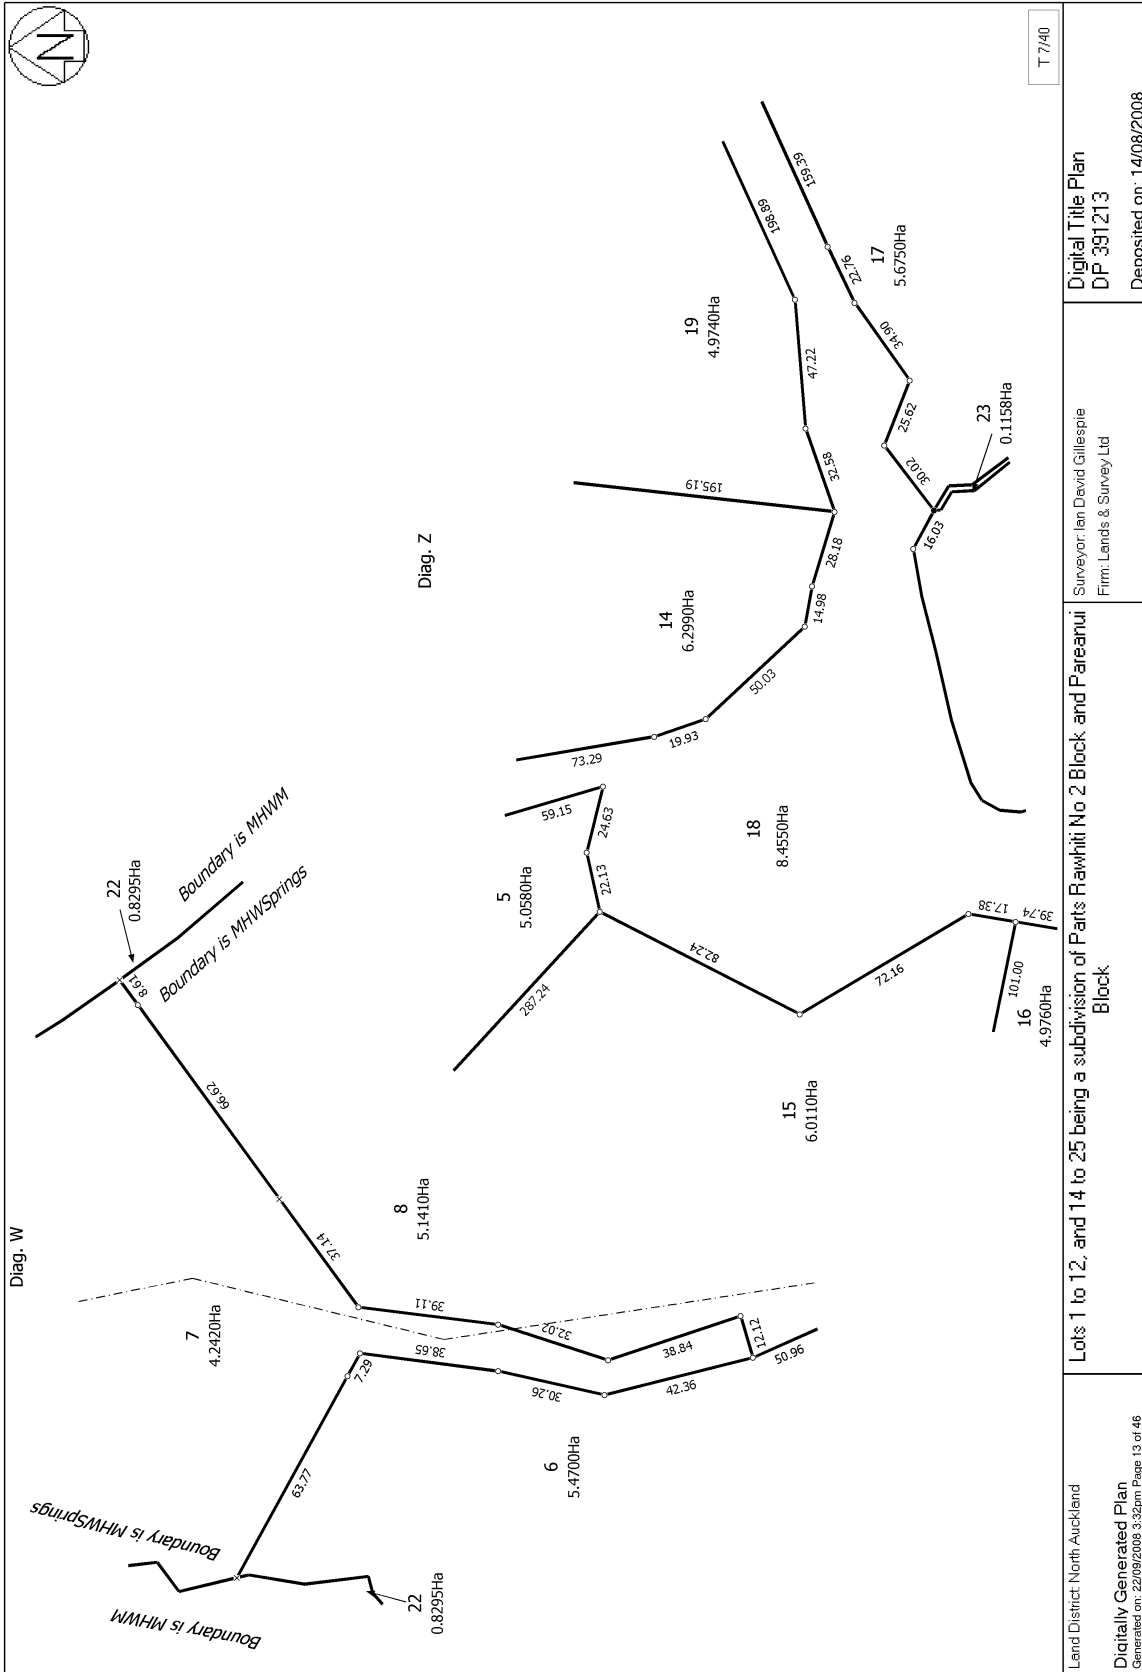 N
Diag. W
22
0.8295Ha
Boundary is MHWM
Boundary is MHWSprings
8.61
66.62
37.14
7
4.2420Ha
8
5.1410Ha
39.11
32.02
38.84
12.12
50.96
42.36
30.26
38.65
7.29
63.77
6
5.4700Ha
Boundary is MHWSprings
Boundary is MHWM
22
0.8295Ha
Diag. Z
19
4.9740Ha
198.89
159.39
47.22
32.58
195.19
28.18
14.98
50.03
19.93
73.29
14
6.2990Ha
17
5.6750Ha
22.76
34.90
25.62
30.02
16.03
23
0.1158Ha
59.15
24.63
22.13
5
5.0580Ha
287.24
82.24
72.16
17.38
39.74
101.00
18
8.4550Ha
15
6.0110Ha
16
4.9760Ha
T 7/40
Land District: North Auckland
Digitally Generated Plan
Generated on: 22/09/2008 3:32pm Page 13 of 46
Lots 1 to 12, and 14 to 25 being a subdivision of Parts Rawhiti No 2 Block and Pareanui
Block
Surveyor: Ian David Gillespie
Firm: Lands & Survey Ltd
Digital Title Plan
DP 391213
Deposited on: 14/08/2008